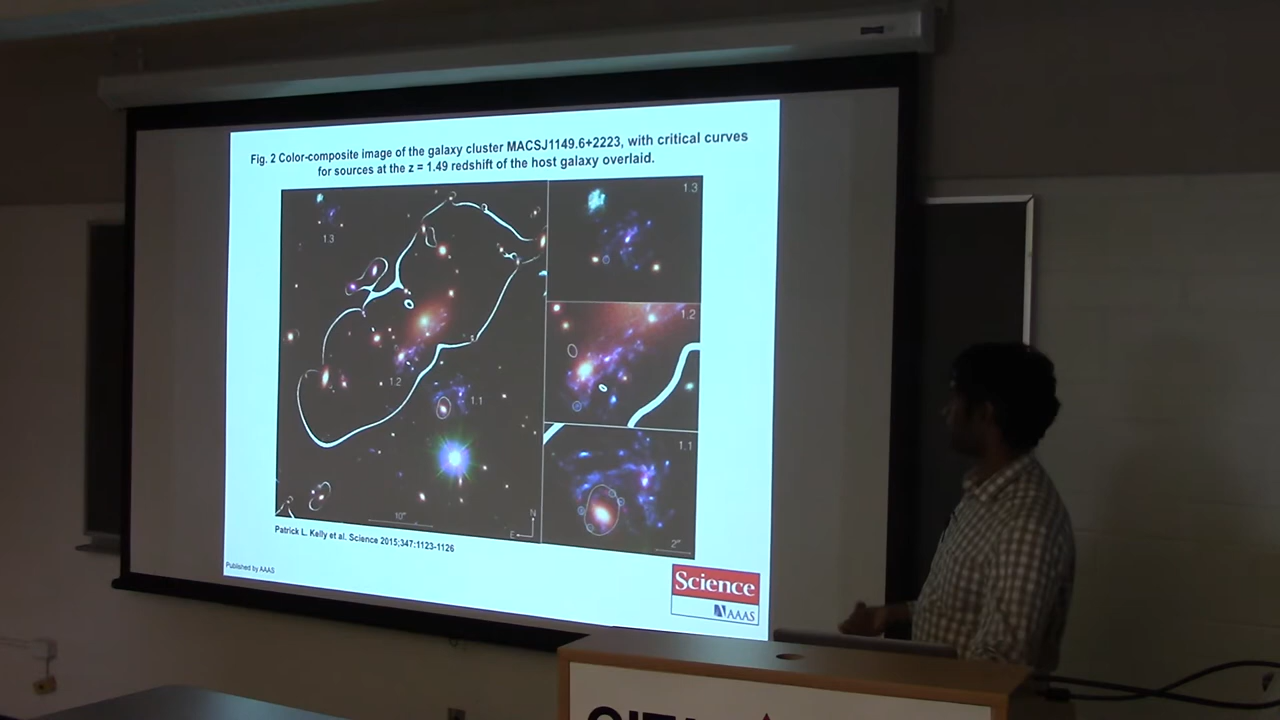 Fig. 2 Color-composite image of the galaxy cluster MACSJ1149.6+2223, with critical curves
for sources at the z = 1.49 redshift of the host galaxy overlaid.
1.3
1.3
1.2
1.2
1.1
1.1
10"
N
E
2"
Patrick L. Kelly et al. Science 2015;347:1123-1126
Published by AAAS
Science
AAAS